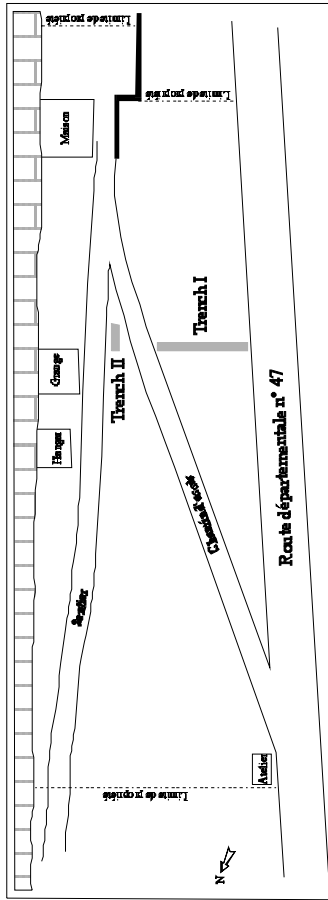 Limite de propriété
Limite de propriété
Maison
Trench I
Grange
Trench II
Hangar
Route départementale n° 47
Chemin d'accès
Sentier
Atelier
Limite de propriété
N